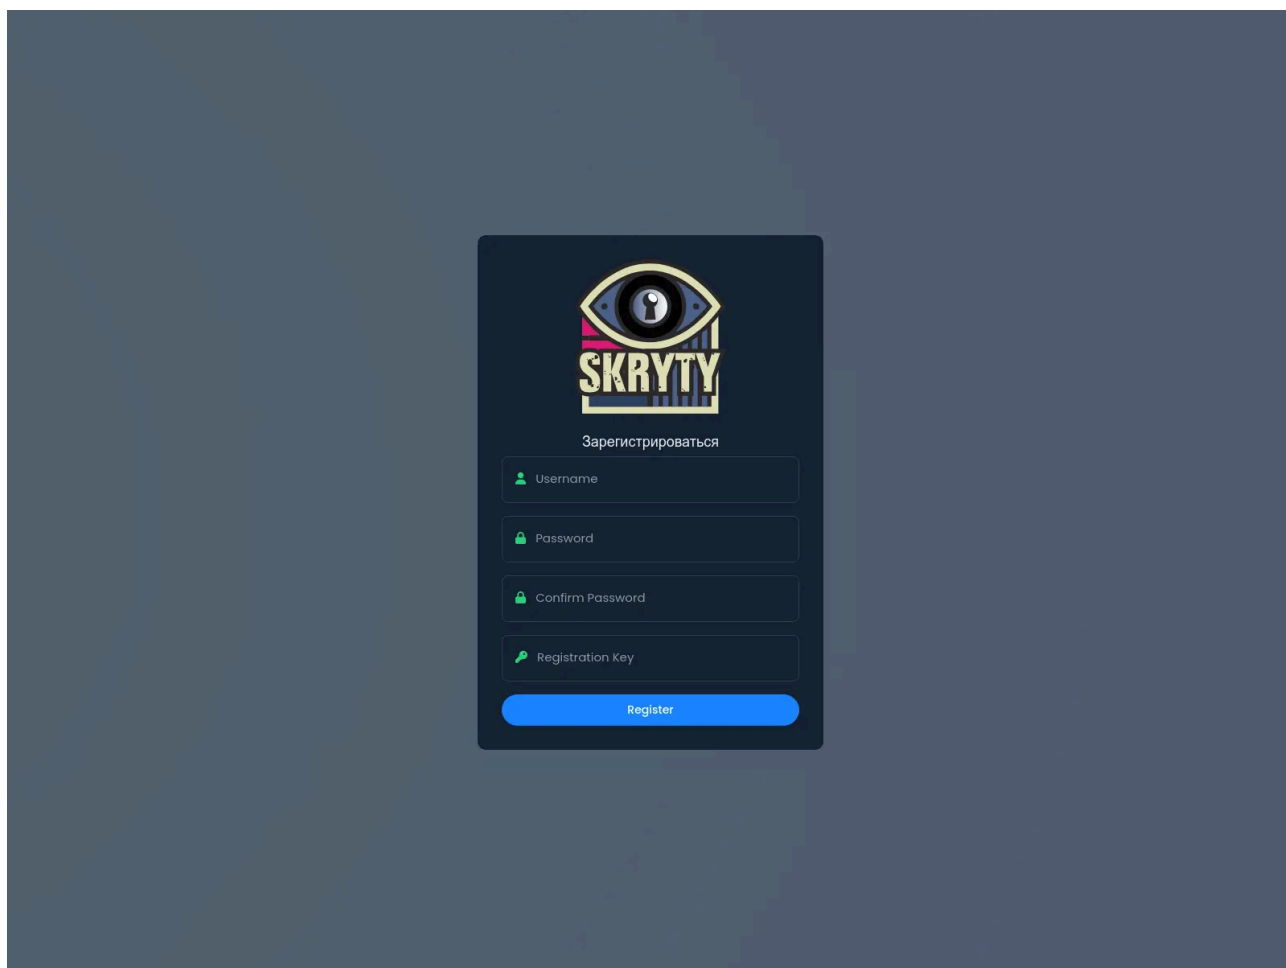 SKRYTY
Зарегистрироваться
Username
Password
Confirm Password
Registration Key
Register